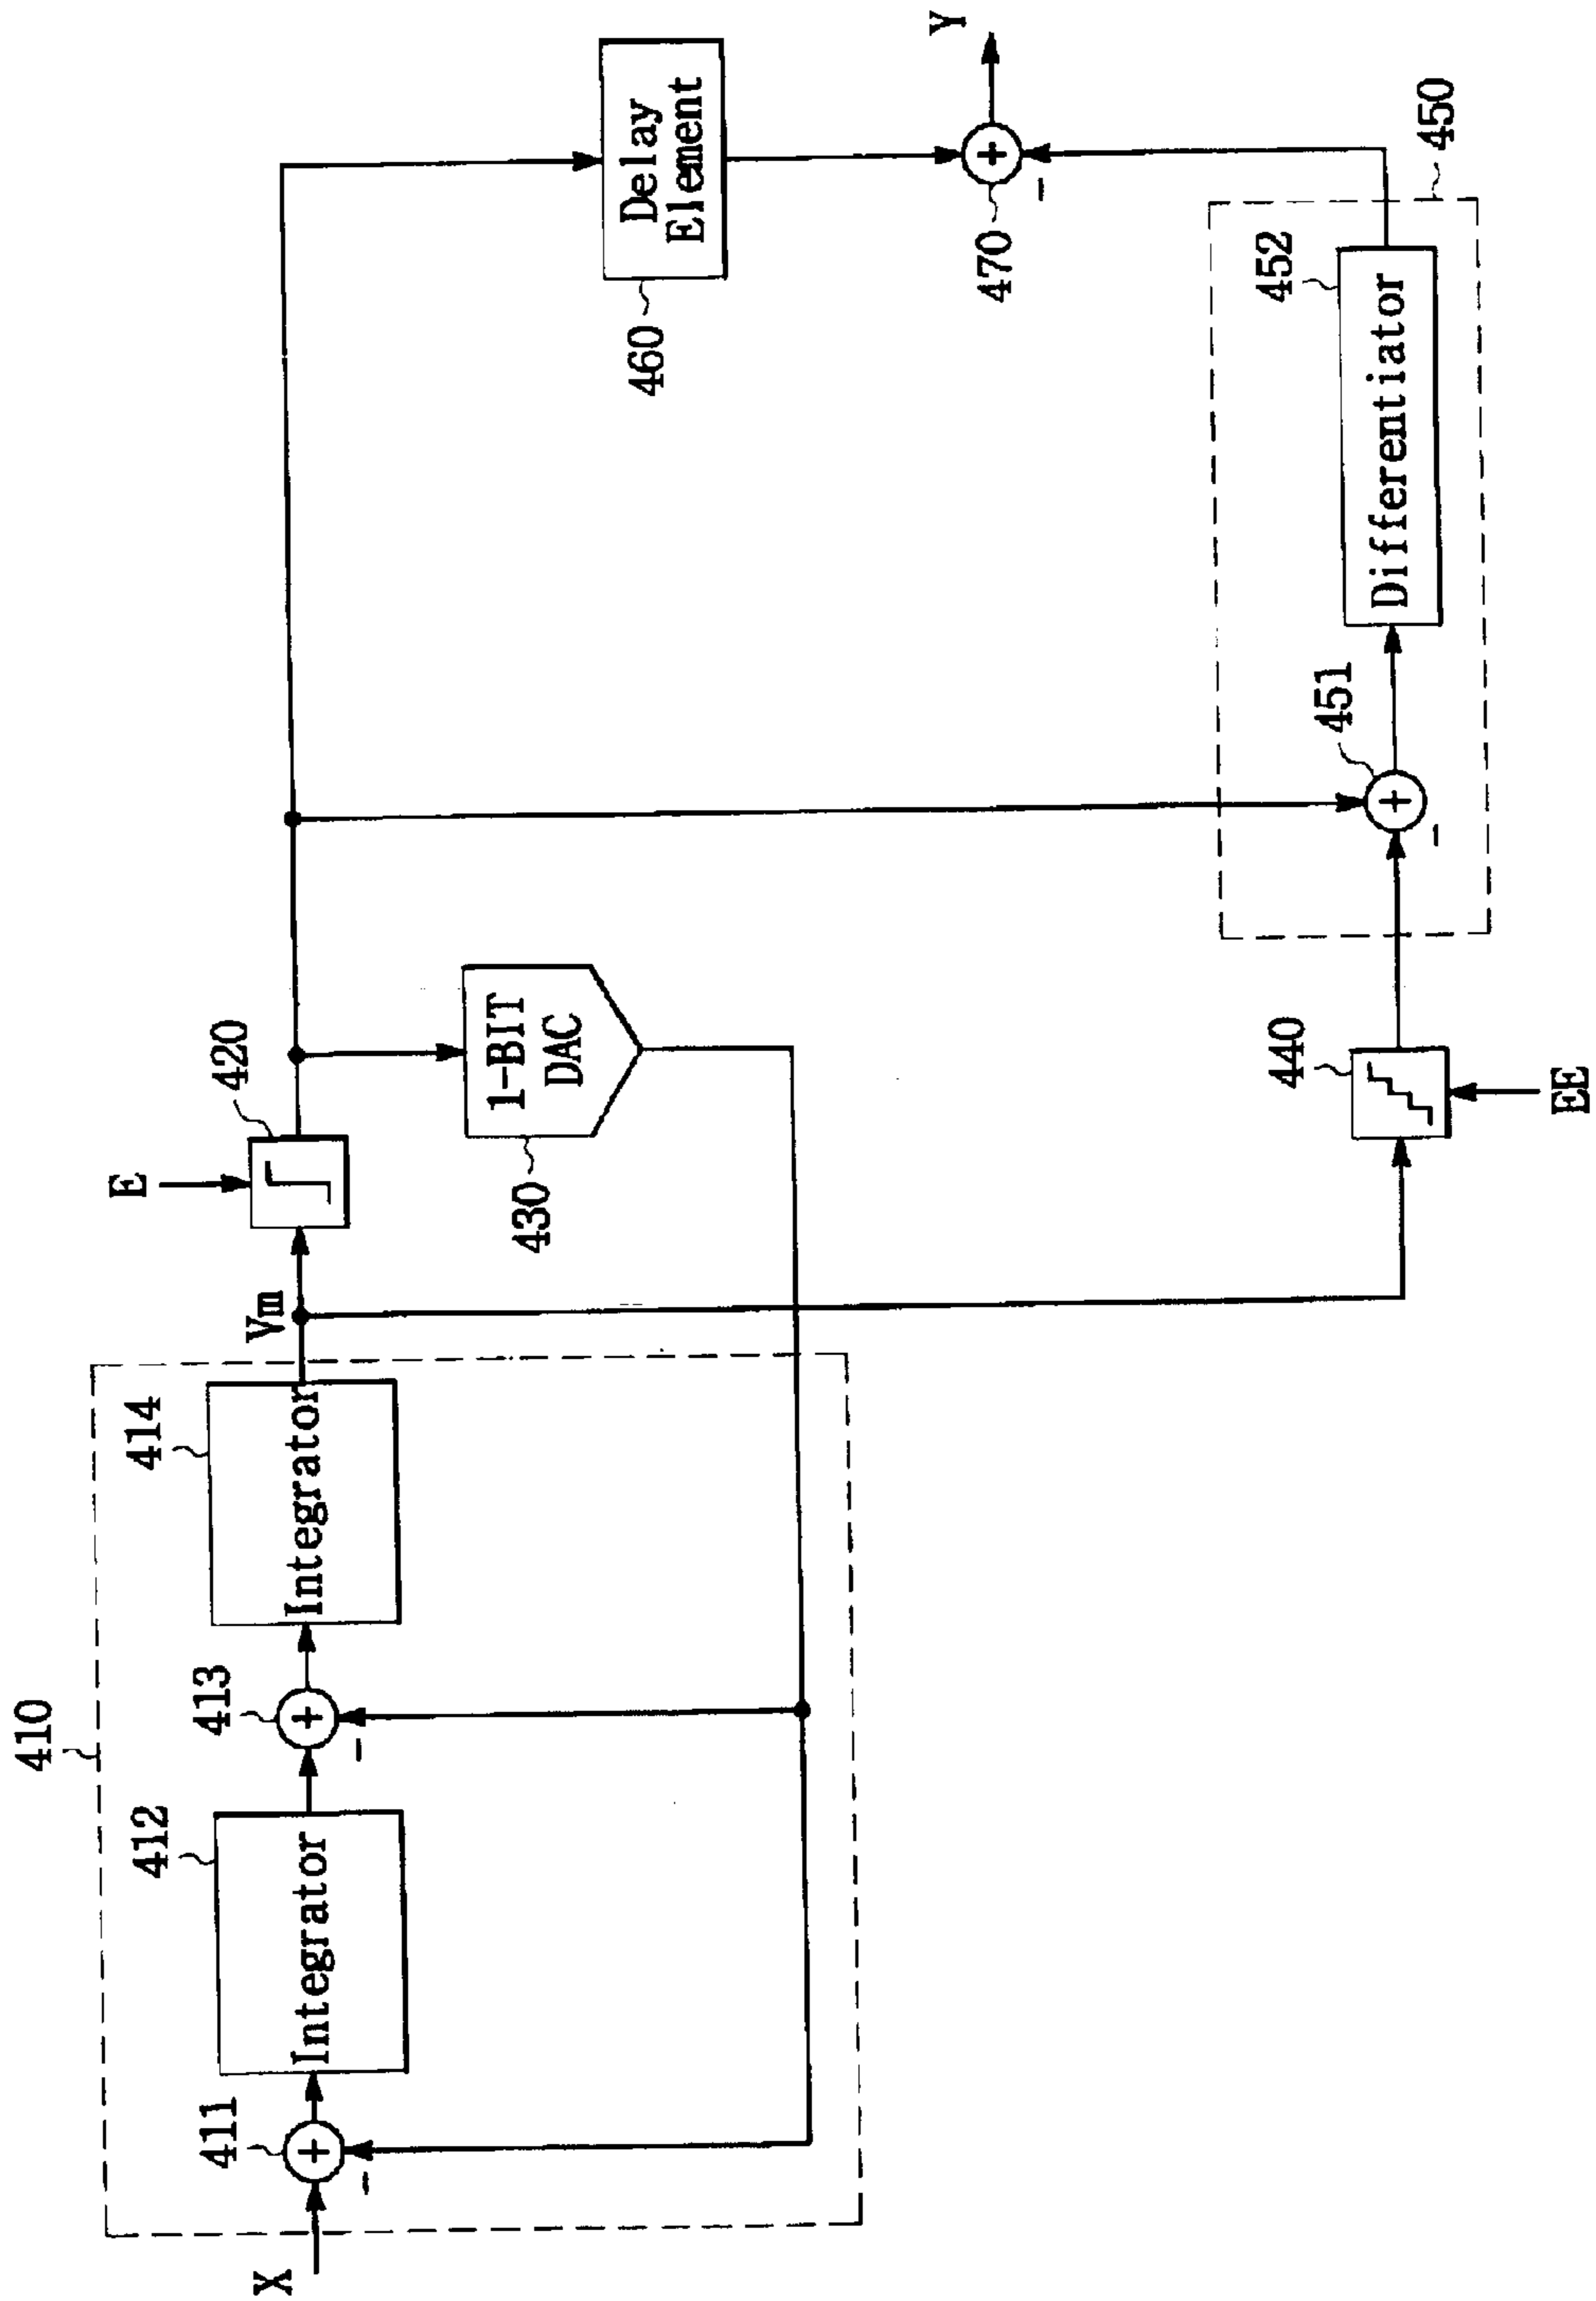 410
411
412
413
414
X
Integrator
Integrator
Vm
E
420
1-BIT
DAC
430
Delay
Element
460
Y
470
440
EE
451
452
Differentiator
450